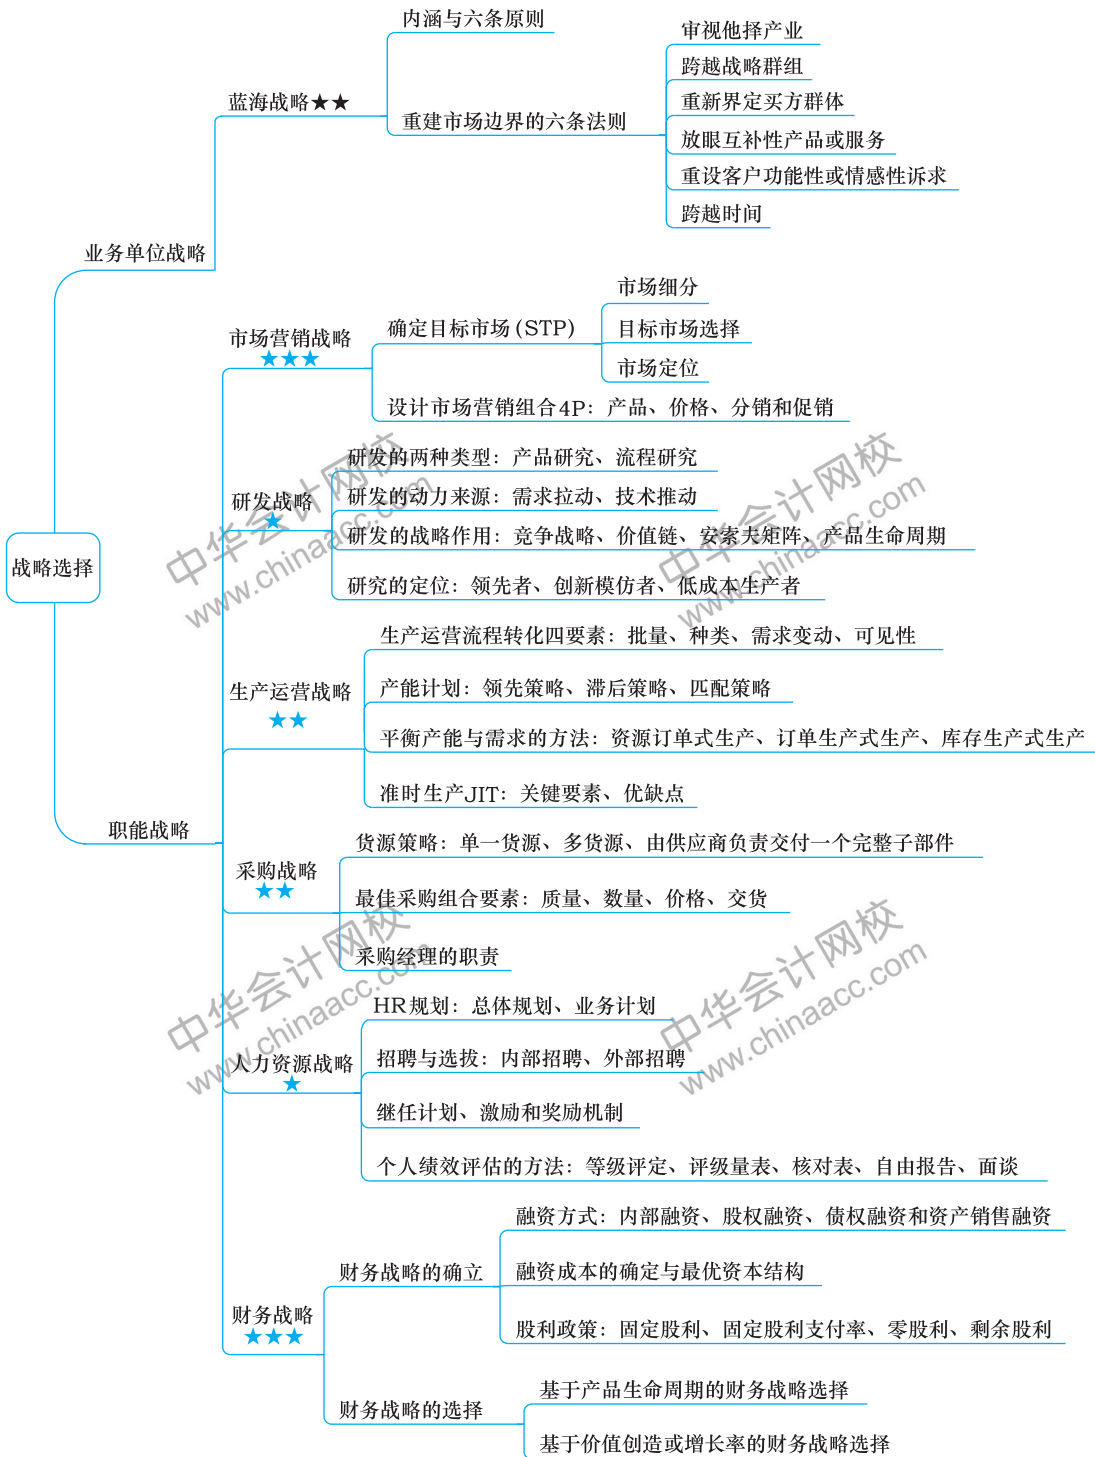 内涵与六条原则
审视他择产业
跨越战略群组
蓝海战略★★
重新界定买方群体
重建市场边界的六条法则
放眼互补性产品或服务
重设客户功能性或情感性诉求
跨越时间
业务单位战略
市场细分
市场营销战略
★★★
确定目标市场(STP)
目标市场选择
市场定位
设计市场营销组合4P：产品、价格、分销和促销
研发的两种类型：产品研究、流程研究
研发战略
★
研发的动力来源：需求拉动、技术推动
研发的战略作用：竞争战略、价值链、安索夫矩阵、产品生命周期
战略选择
研究的定位：领先者、创新模仿者、低成本生产者
生产运营流程转化四要素：批量、种类、需求变动、可见性
生产运营战略
★★
产能计划：领先策略、滞后策略、匹配策略
平衡产能与需求的方法：资源订单式生产、订单生产式生产、库存生产式生产
准时生产JIT：关键要素、优缺点
职能战略
货源策略：单一货源、多货源、由供应商负责交付一个完整子部件
采购战略
★★
最佳采购组合要素：质量、数量、价格、交货
采购经理的职责
HR规划：总体规划、业务计划
人力资源战略
★
招聘与选拔：内部招聘、外部招聘
继任计划、激励和奖励机制
个人绩效评估的方法：等级评定、评级量表、核对表、自由报告、面谈
融资方式：内部融资、股权融资、债权融资和资产销售融资
财务战略的确立
融资成本的确定与最优资本结构
财务战略
★★★
股利政策：固定股利、固定股利支付率、零股利、剩余股利
基于产品生命周期的财务战略选择
财务战略的选择
基于价值创造或增长率的财务战略选择
中华会计网校
www.chinaacc.com
中华会计网校
www.chinaacc.com
中华会计网校
www.chinaacc.com
中华会计网校
www.chinaacc.com